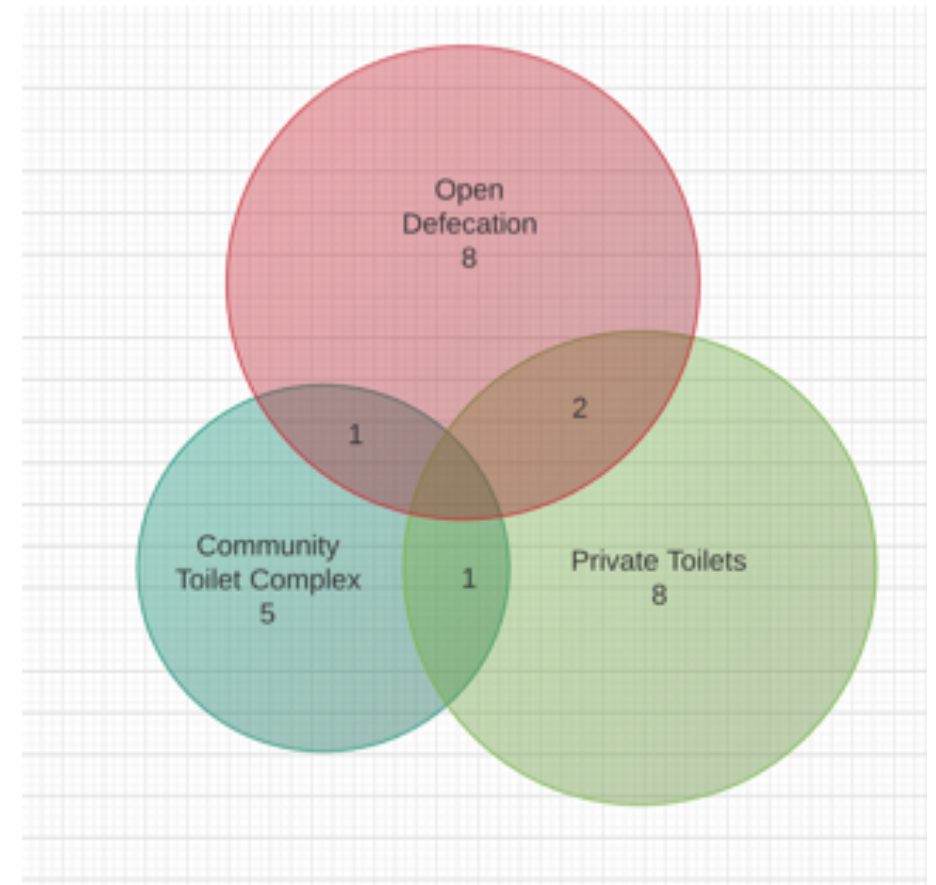 Open
Defecation
8
2
1
Community
Toilet Complex
5
1
Private Toilets
8